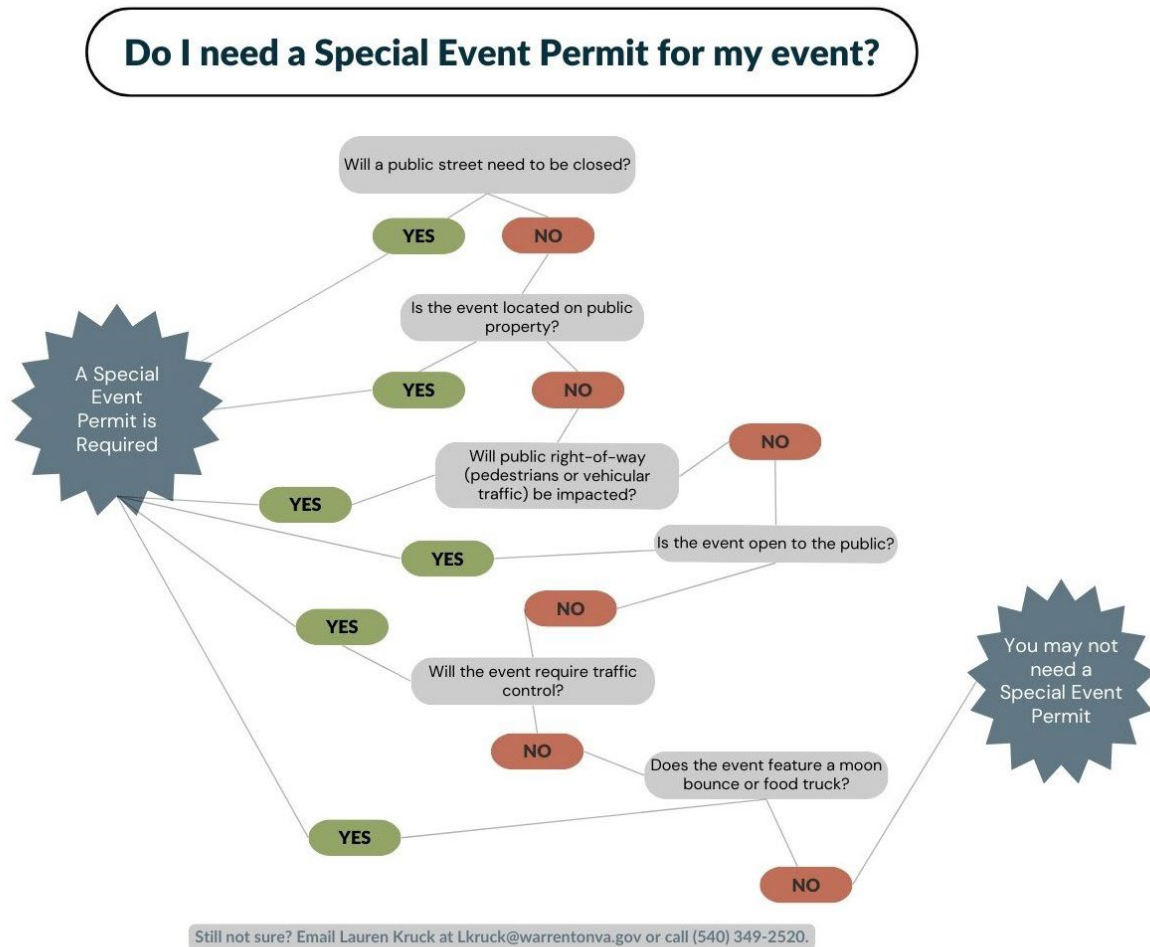 Do I need a Special Event Permit for my event?
Will a public street need to be closed?
YES
NO
Is the event located on public
property?
A Special
Event
Permit is
Required
YES
NO
Will public right-of-way
(pedestrians or vehicular
traffic) be impacted?
NO
YES
Is the event open to the public?
YES
NO
YES
Will the event require traffic
control?
You may not
need a
Special Event
Permit
NO
Does the event feature a moon
bounce or food truck?
YES
NO
Still not sure? Email Lauren Kruck at Lkruck@warrentonva.gov or call (540) 349-2520.